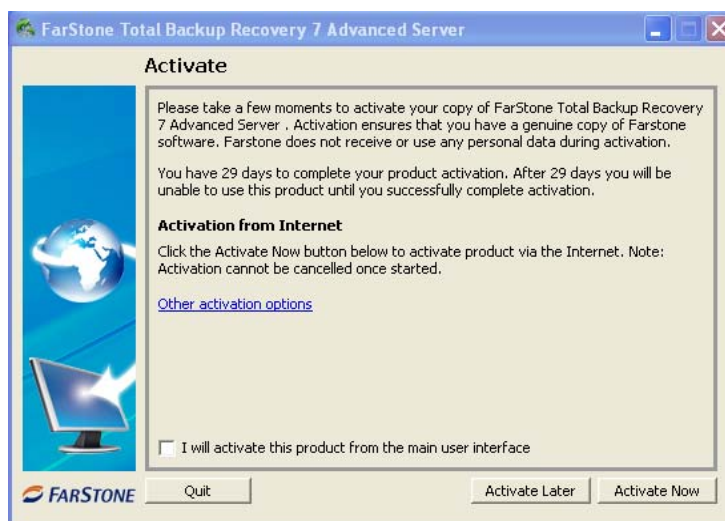 FarStone Total Backup Recovery 7 Advanced Server
Activate
Please take a few moments to activate your copy of FarStone Total Backup Recovery
7 Advanced Server . Activation ensures that you have a genuine copy of Farstone
software. Farstone does not receive or use any personal data during activation.
You have 29 days to complete your product activation. After 29 days you will be
unable to use this product until you successfully complete activation.
Activation from Internet
Click the Activate Now button below to activate product via the Internet. Note:
Activation cannot be cancelled once started.
Other activation options
I will activate this product from the main user interface
FARSTONE
Quit
Activate Later
Activate Now